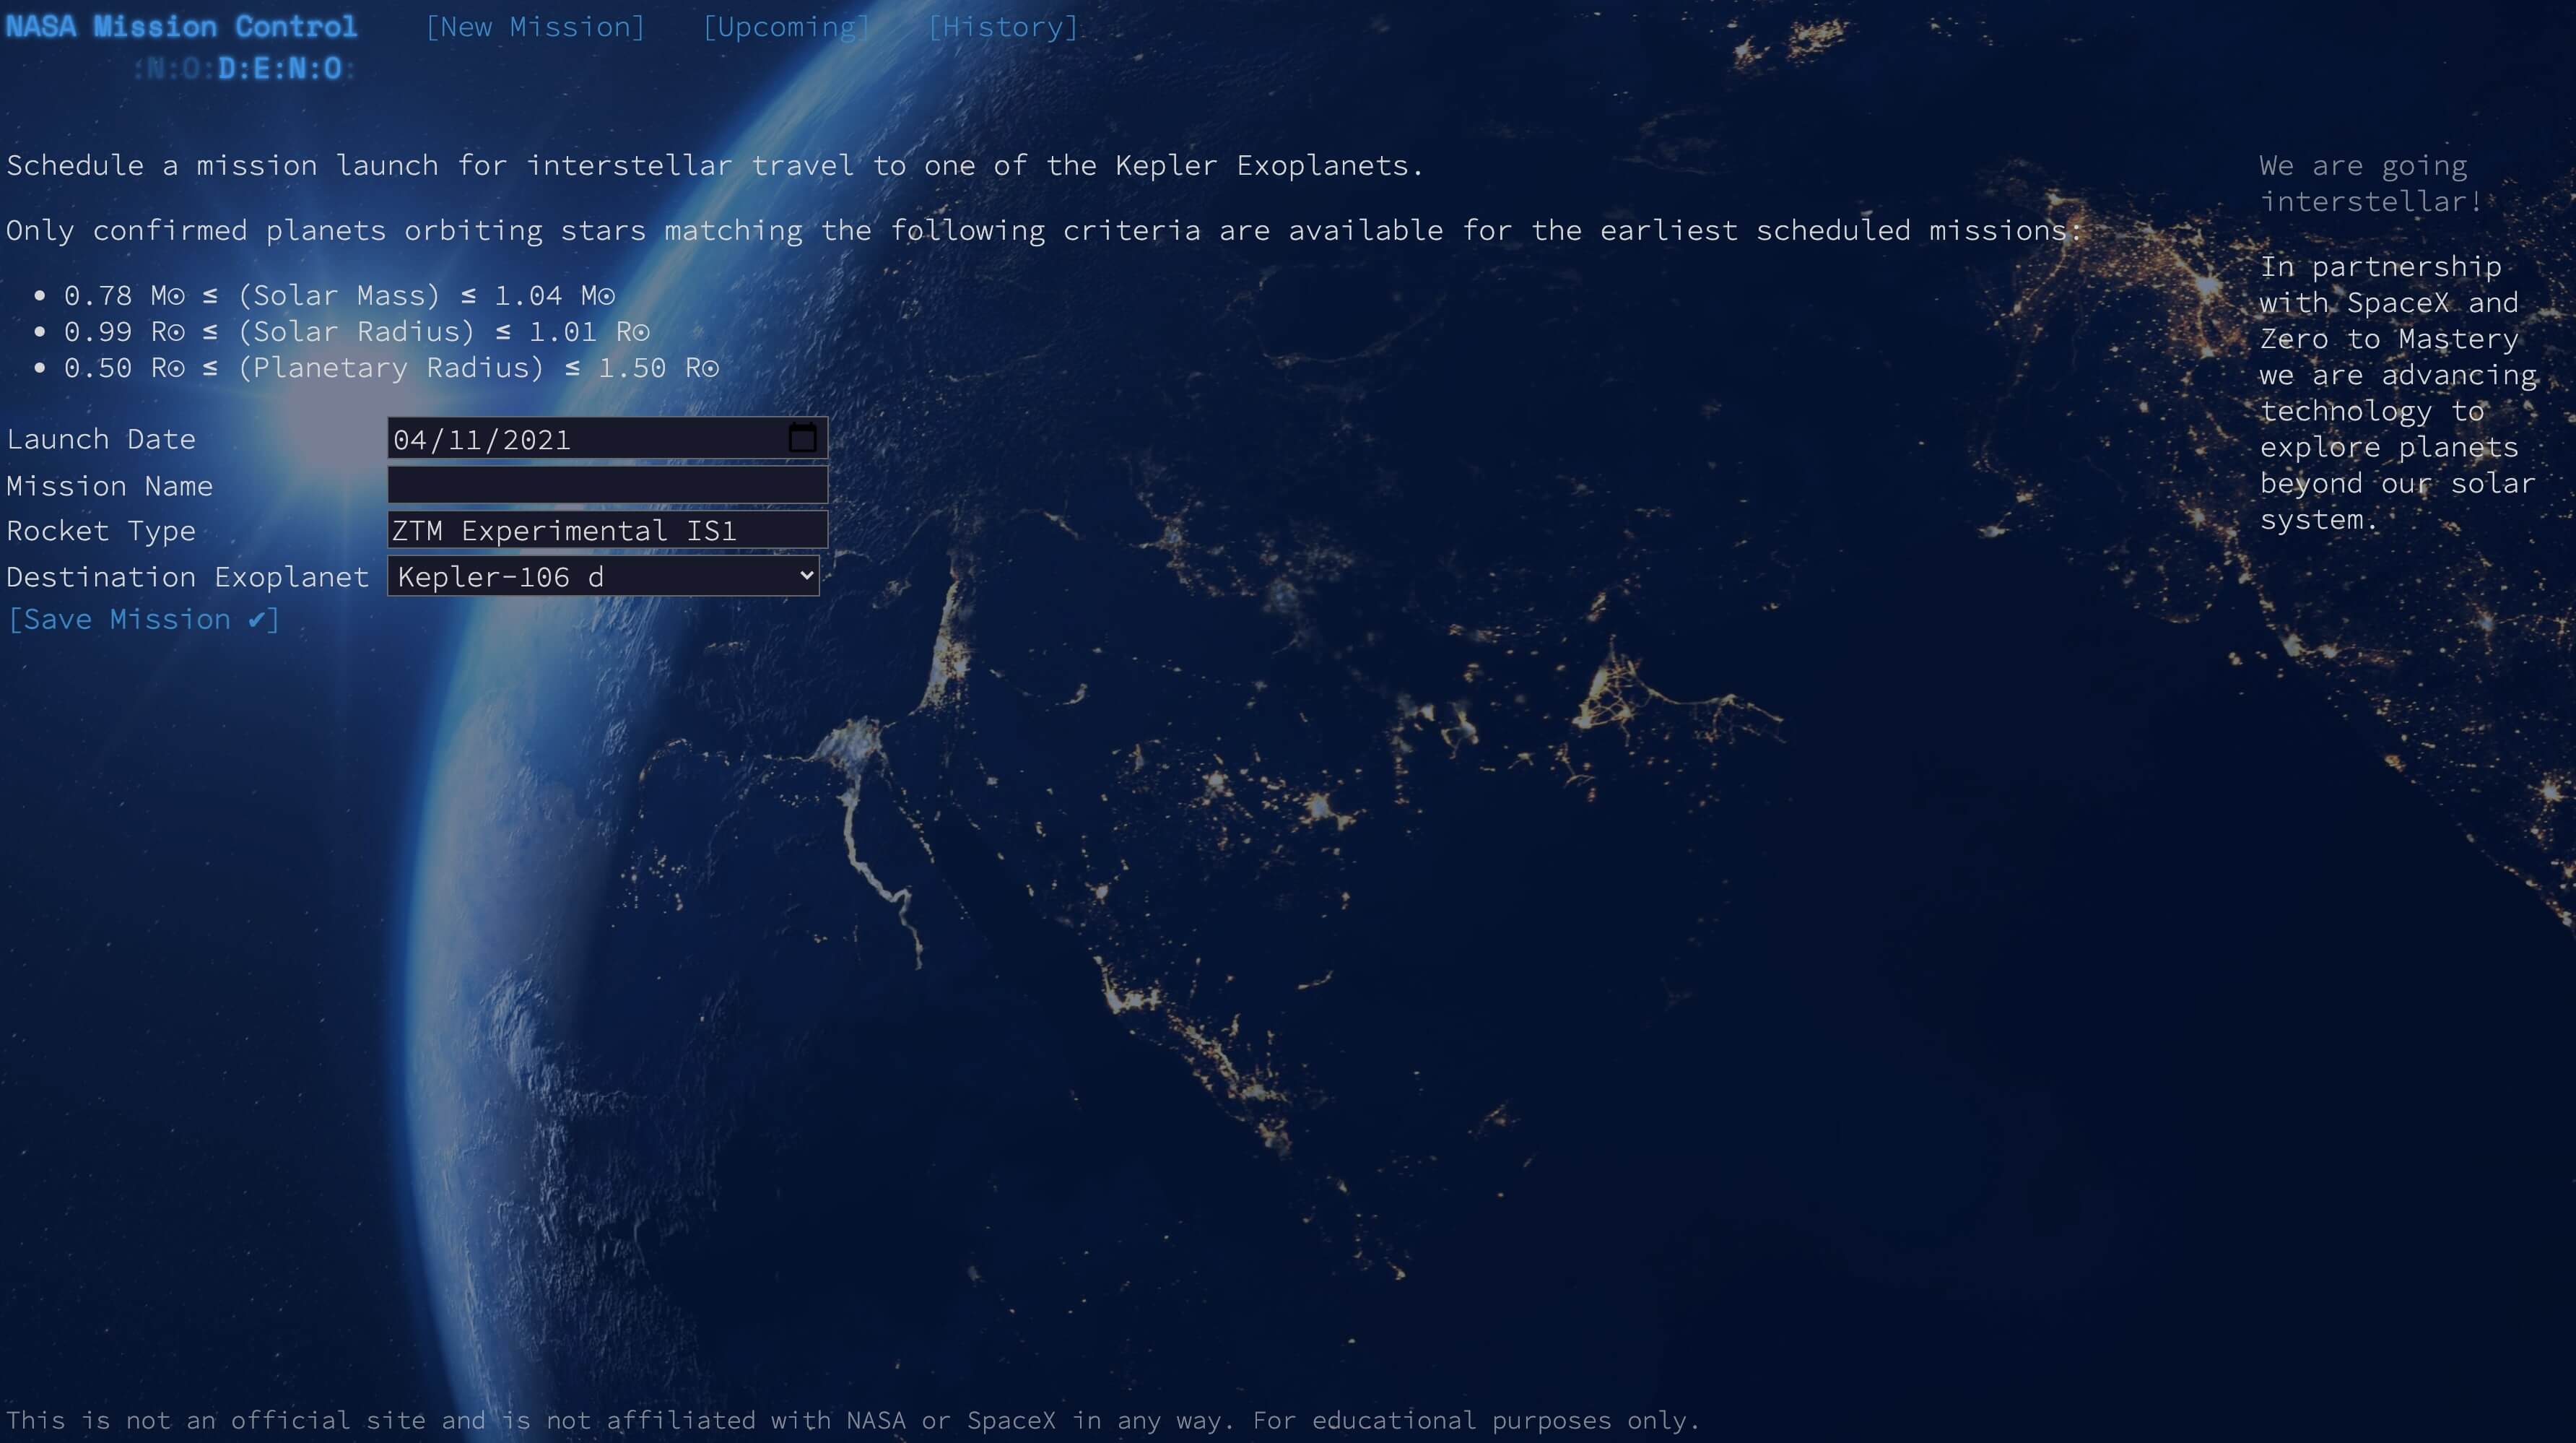 NASA Mission Control
:N:O:D:E:N:O:
[New Mission] [Upcoming] [History]
Schedule a mission launch for interstellar travel to one of the Kepler Exoplanets.
Only confirmed planets orbiting stars matching the following criteria are available for the earliest scheduled missions:
• 0.78 M☉ ≤ (Solar Mass) ≤ 1.04 M☉
• 0.99 R☉ ≤ (Solar Radius) ≤ 1.01 R☉
• 0.50 R☉ ≤ (Planetary Radius) ≤ 1.50 R☉
Launch Date 04/11/2021
Mission Name
Rocket Type ZTM Experimental IS1
Destination Exoplanet Kepler-106 d
[Save Mission ✔]
We are going
interstellar!
In partnership
with SpaceX and
Zero to Mastery
we are advancing
technology to
explore planets
beyond our solar
system.
This is not an official site and is not affiliated with NASA or SpaceX in any way. For educational purposes only.